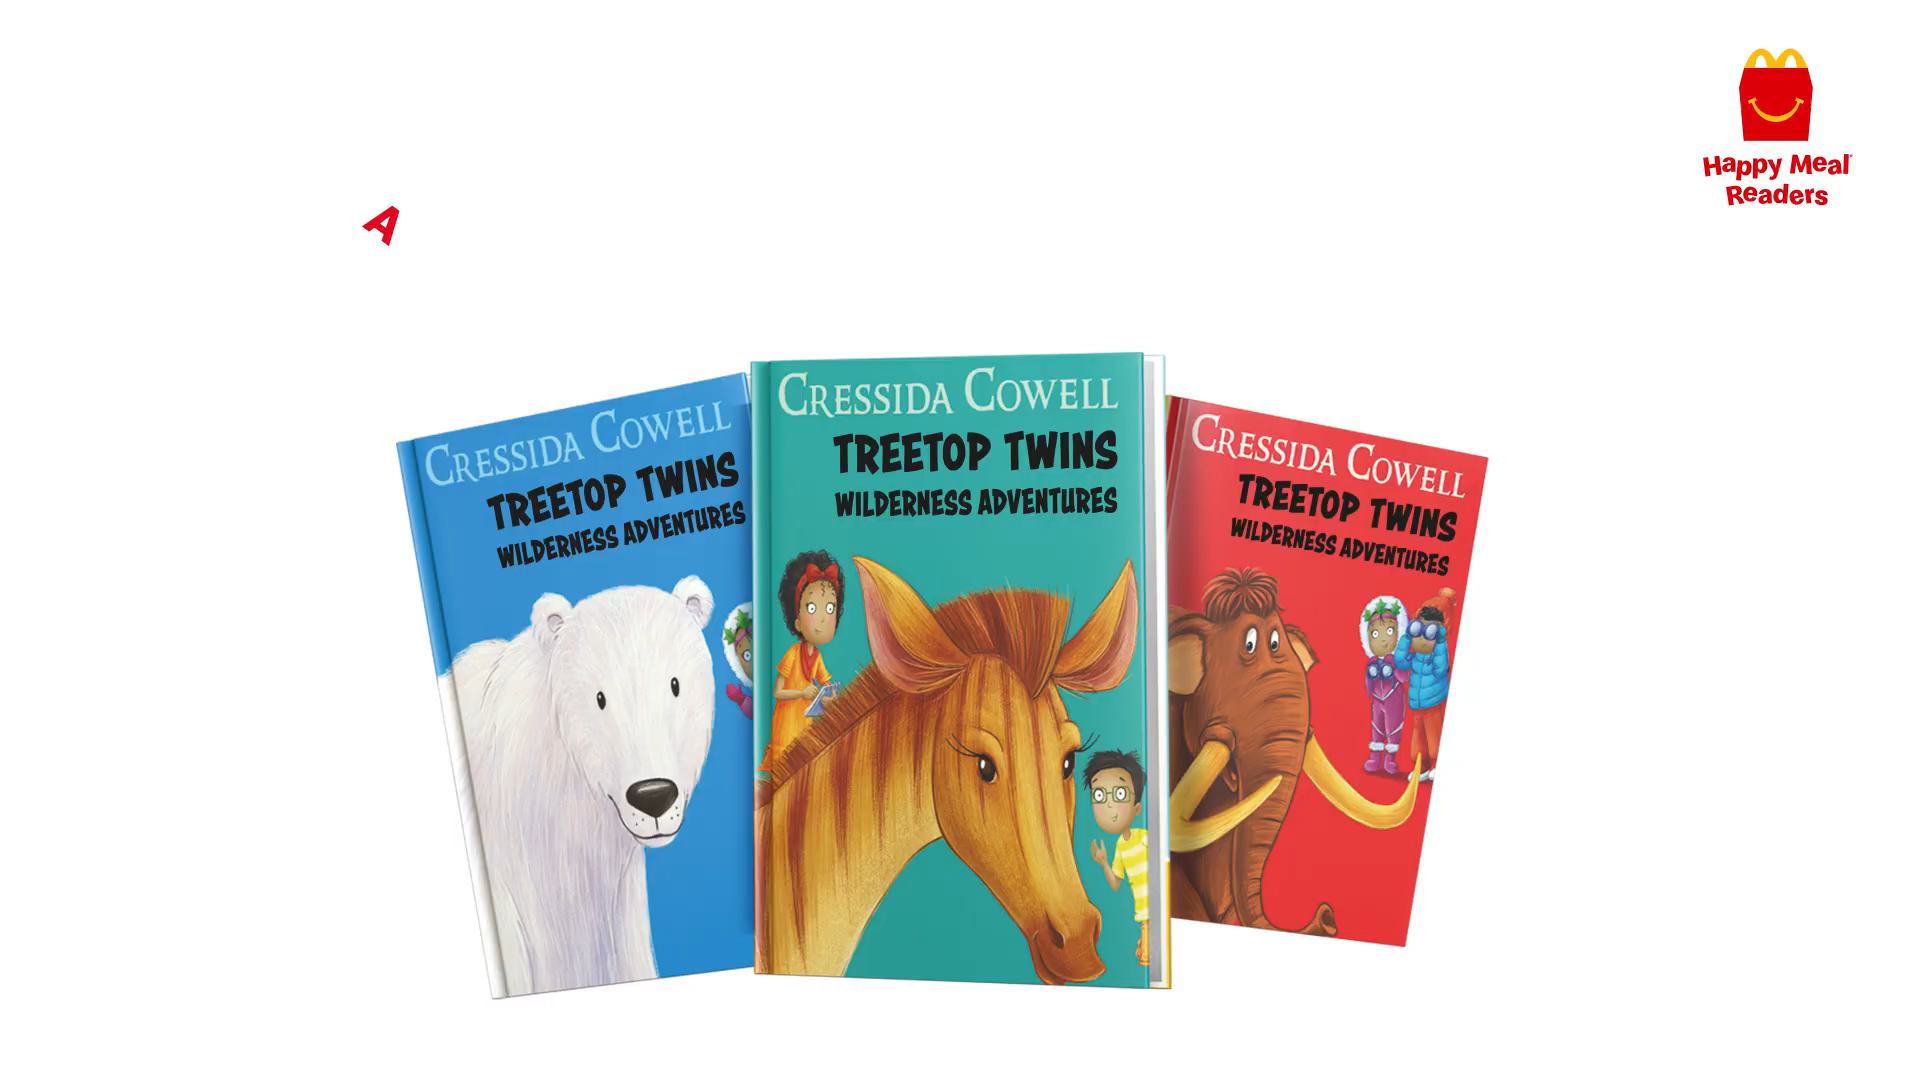 Happy Meal
Readers
A
CRESSIDA COWELL
TREETOP TWINS
WILDERNESS ADVENTURES
CRESSIDA COWELL
TREETOP TWINS
WILDERNESS ADVENTURES
CRESSIDA COWELL
TREETOP TWINS
WILDERNESS ADVENTURES